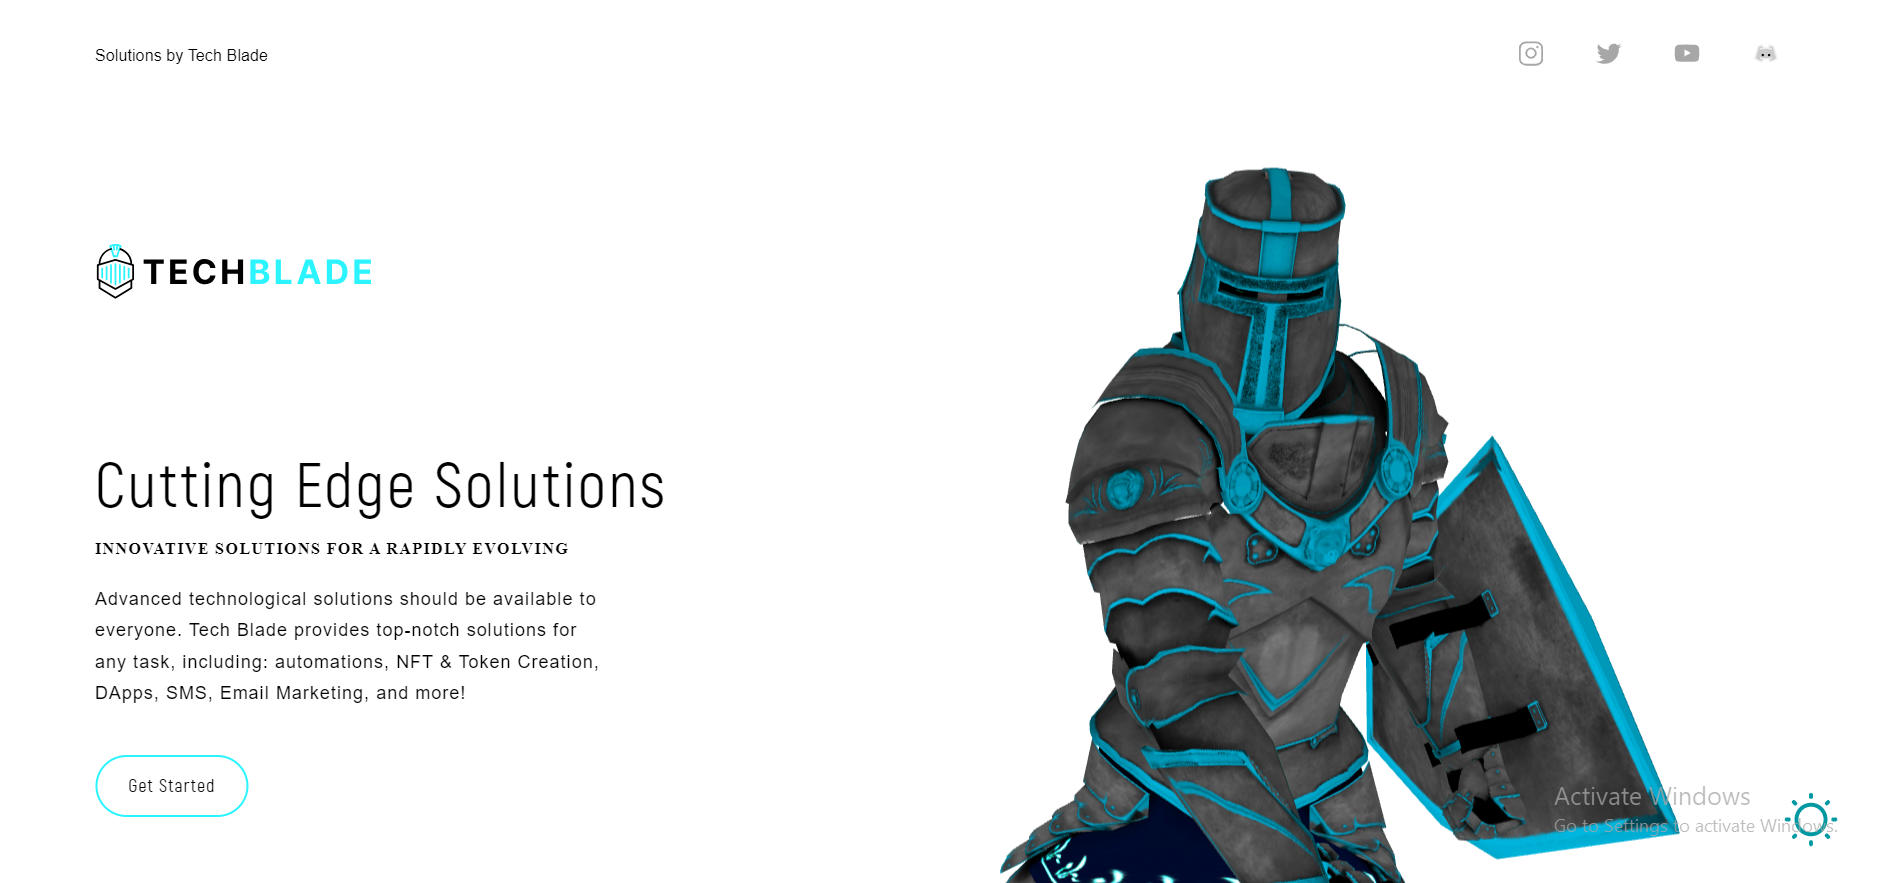 Solutions by Tech Blade
TECHBLADE
Cutting Edge Solutions
INNOVATIVE SOLUTIONS FOR A RAPIDLY EVOLVING
Advanced technological solutions should be available to
everyone. Tech Blade provides top-notch solutions for
any task, including: automations, NFT & Token Creation,
DApps, SMS, Email Marketing, and more!
Get Started
Activate Windows
Go to Settings to activate Windows.